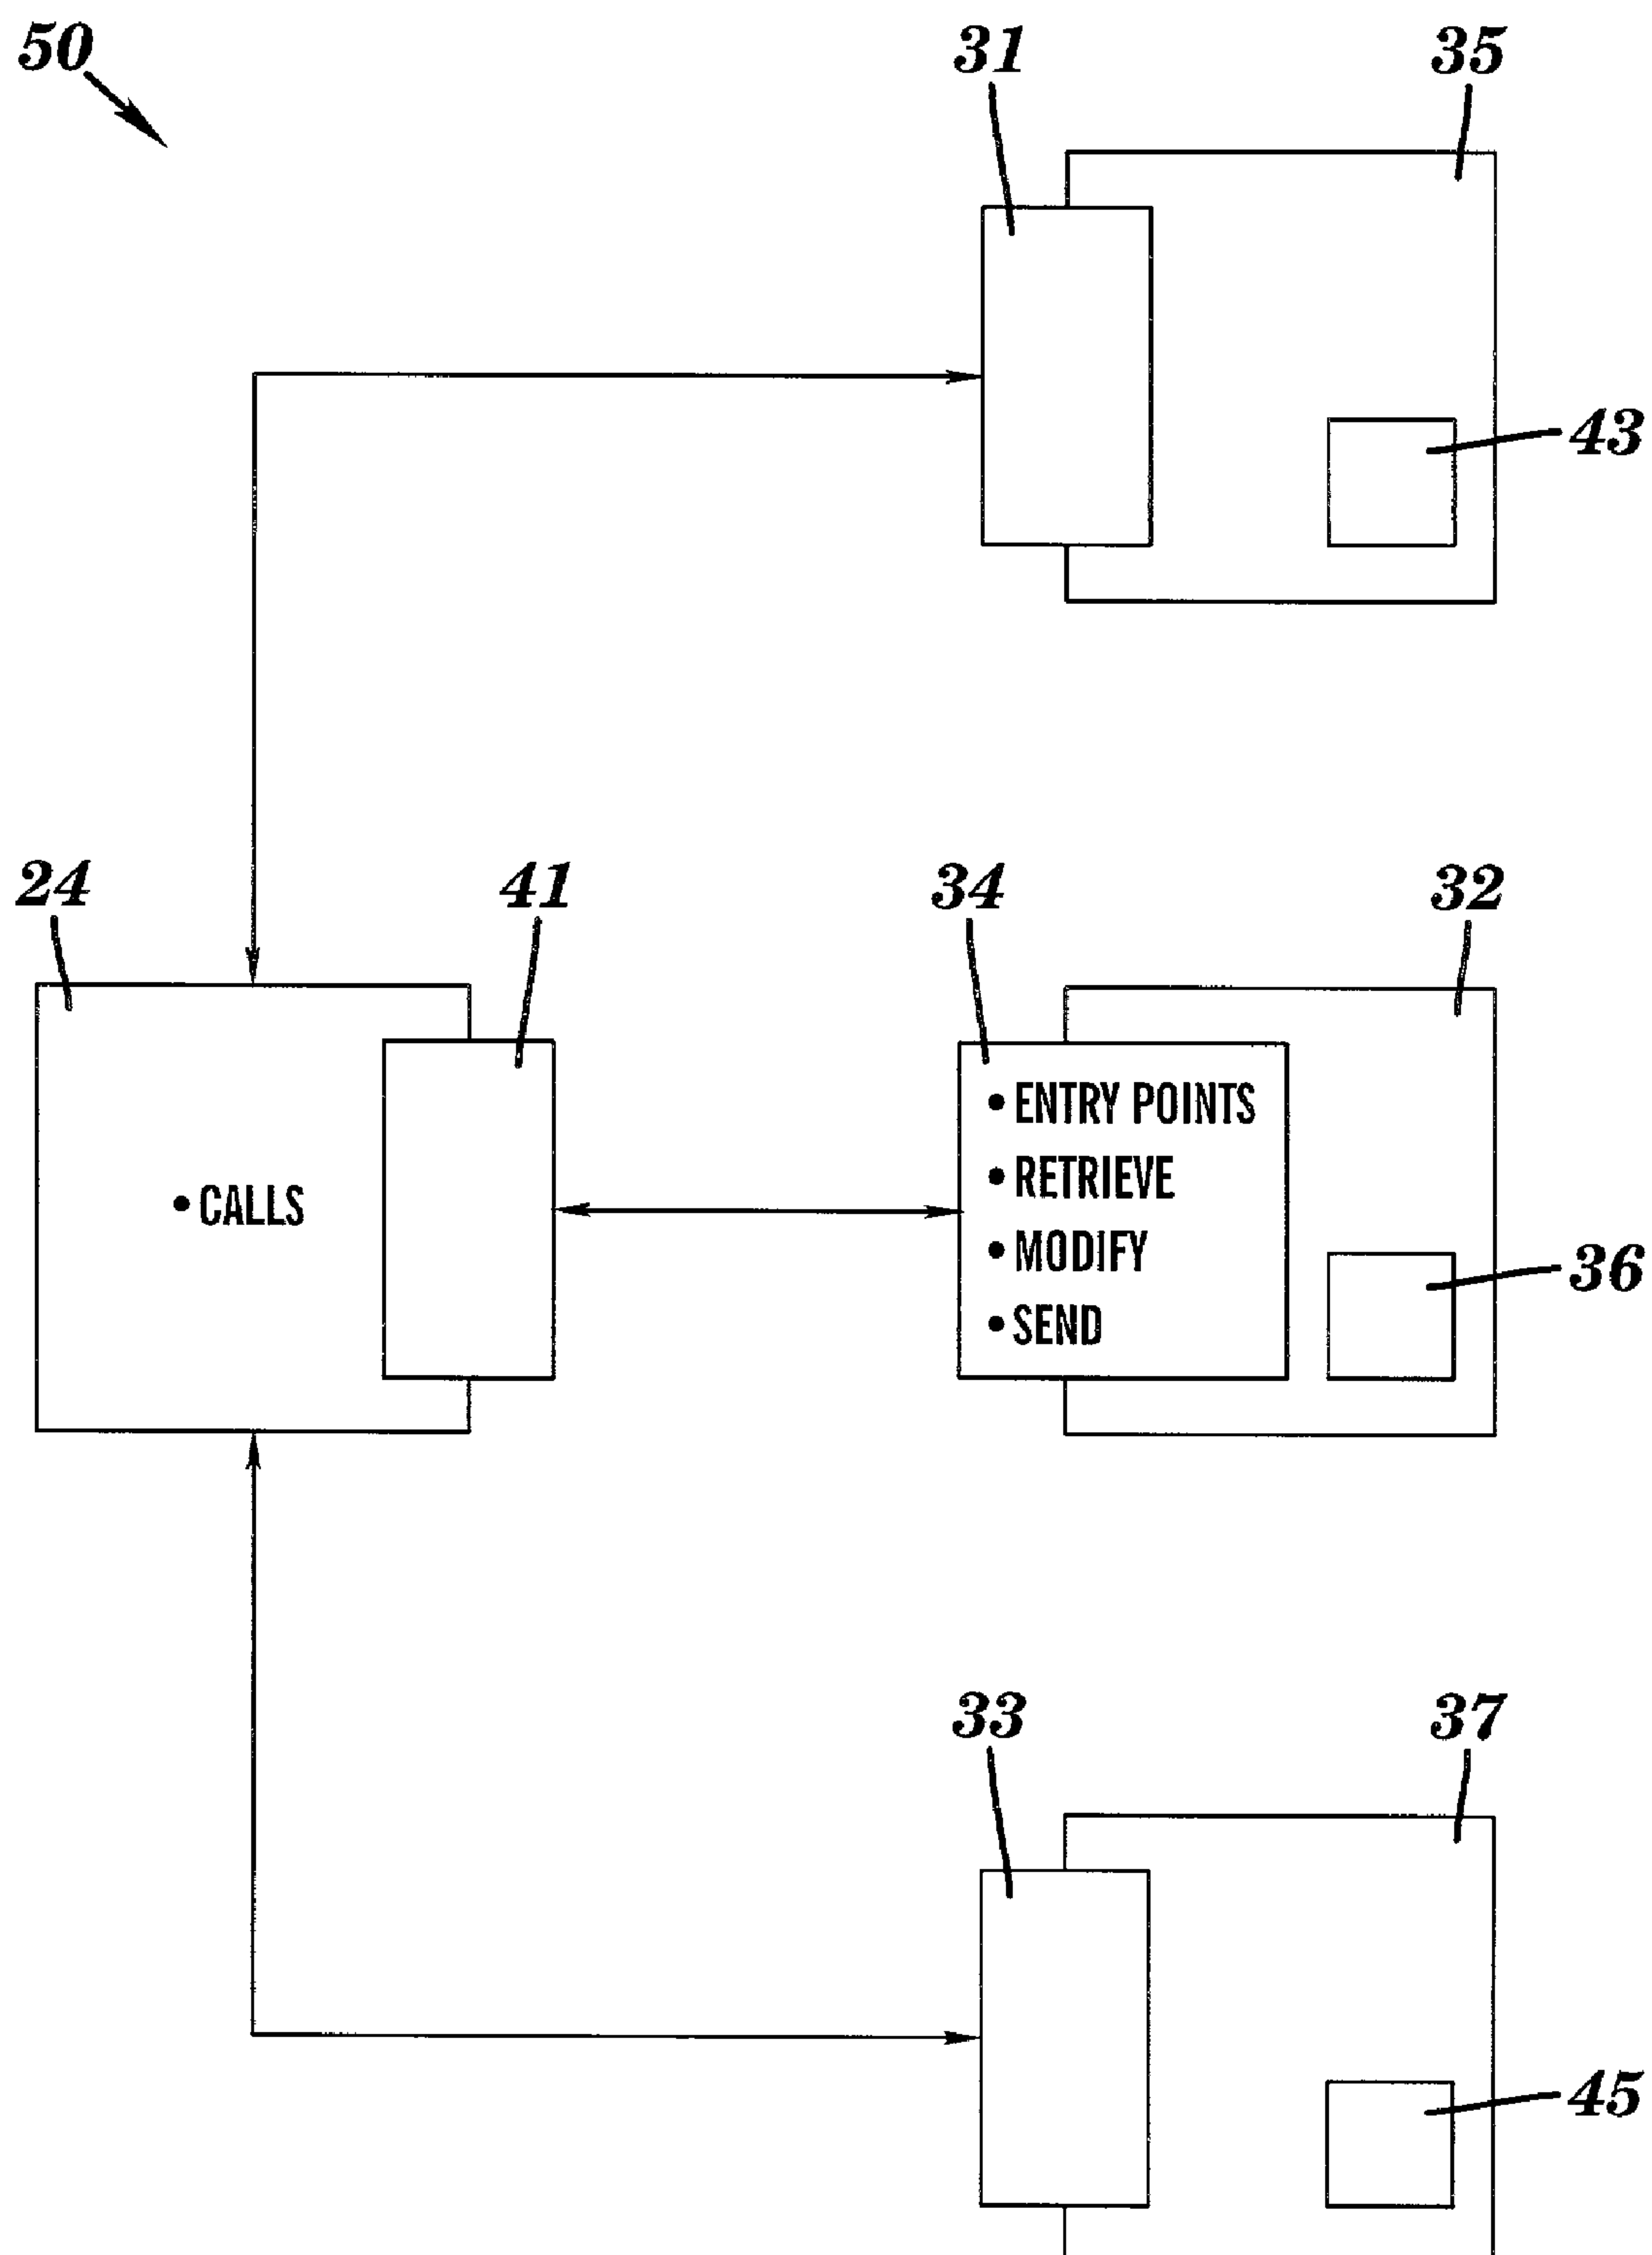 50
31
35
43
24
41
34
32
• ENTRY POINTS
• RETRIEVE
• CALLS
• MODIFY
36
• SEND
33
37
45